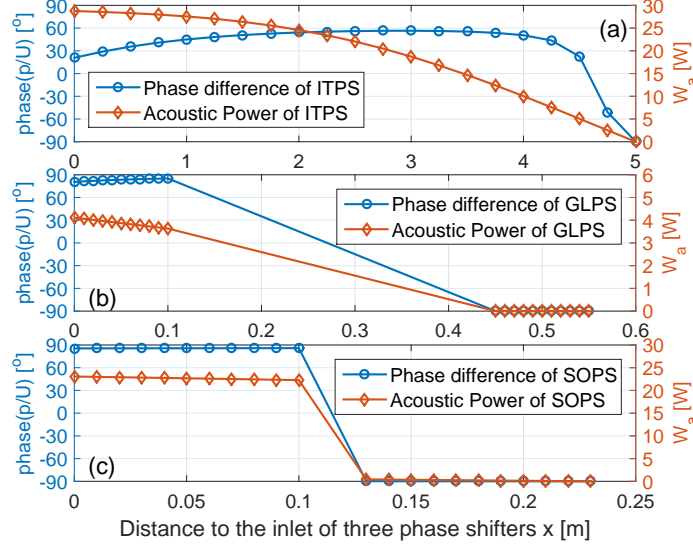 90
60
30
0
-30
-60
-90
phase(p/U) [°]
30
25
20
15
10
5
0
W_a [W]
(a)
Phase difference of ITPS
Acoustic Power of ITPS
0 1 2 3 4 5
90
60
30
0
-30
-60
-90
phase(p/U) [°]
6
5
4
3
2
1
0
W_a [W]
Phase difference of GLPS
Acoustic Power of GLPS
(b)
0 0.1 0.2 0.3 0.4 0.5 0.6
90
60
30
0
-30
-60
-90
phase(p/U) [°]
30
25
20
15
10
5
0
W_a [W]
Phase difference of SOPS
Acoustic Power of SOPS
(c)
0 0.05 0.1 0.15 0.2 0.25
Distance to the inlet of three phase shifters x [m]